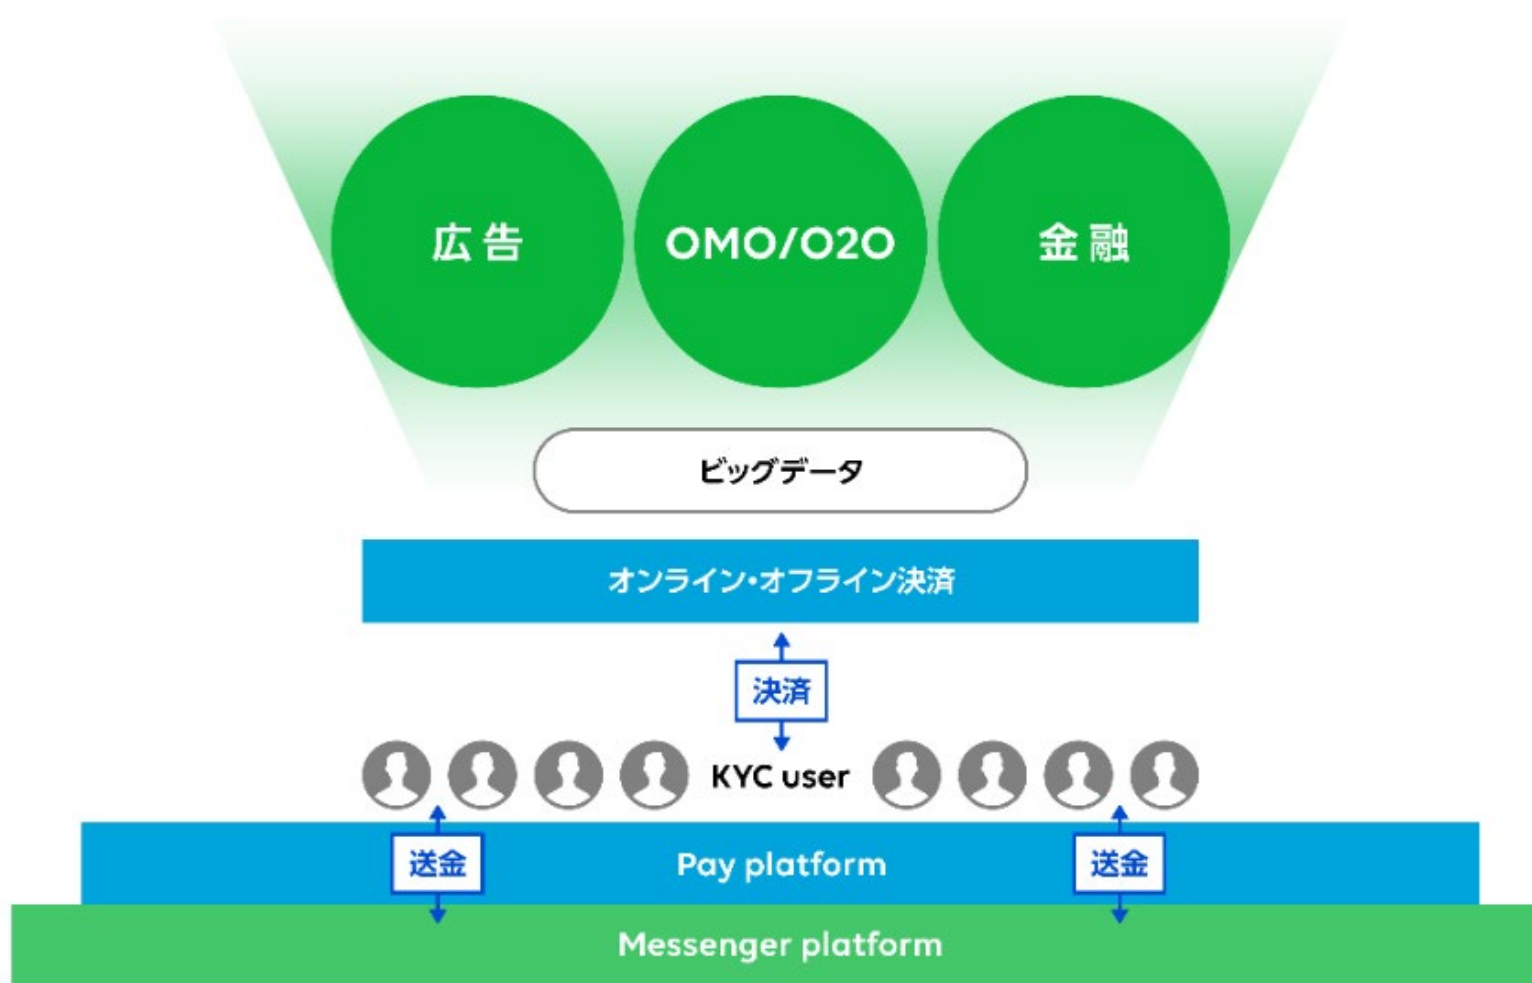 広告
OMO/O2O
金融
ビッグデータ
オンライン・オフライン決済
決済
KYC user
送金
Pay platform
送金
Messenger platform